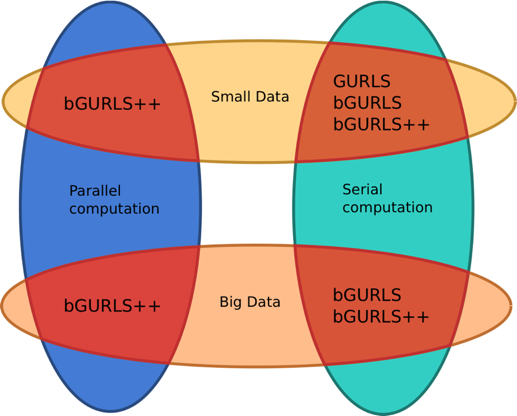 bGURLS++
Small Data
GURLS
bGURLS
bGURLS++
Parallel
computation
Serial
computation
bGURLS++
Big Data
bGURLS
bGURLS++